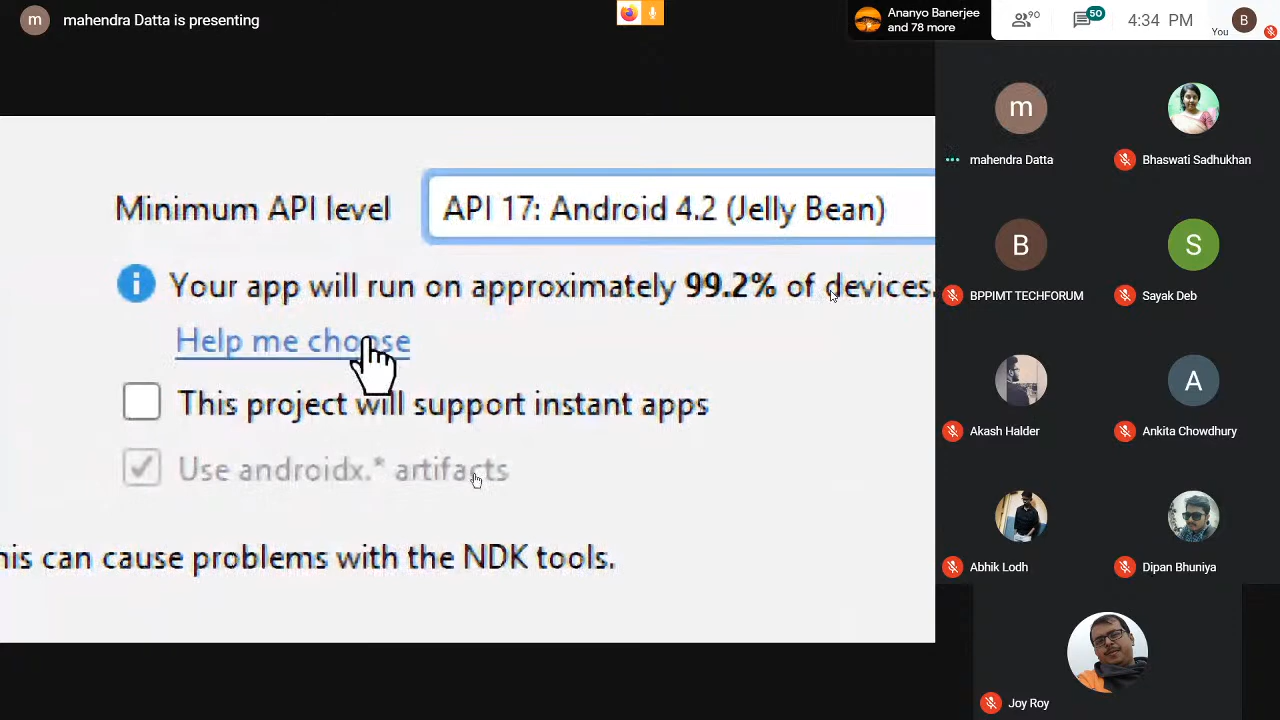 m
mahendra Datta is presenting
Ananyo Banerjee
and 78 more
90
50
4:34 PM
You
B
Minimum API level
API 17: Android 4.2 (Jelly Bean)
i
Your app will run on approximately 99.2% of devices.
Help me choose
This project will support instant apps
Use androidx.* artifacts
his can cause problems with the NDK tools.
m
mahendra Datta
Bhaswati Sadhukhan
B
BPPIMT TECHFORUM
S
Sayak Deb
Akash Halder
A
Ankita Chowdhury
Abhik Lodh
Dipan Bhuniya
Joy Roy